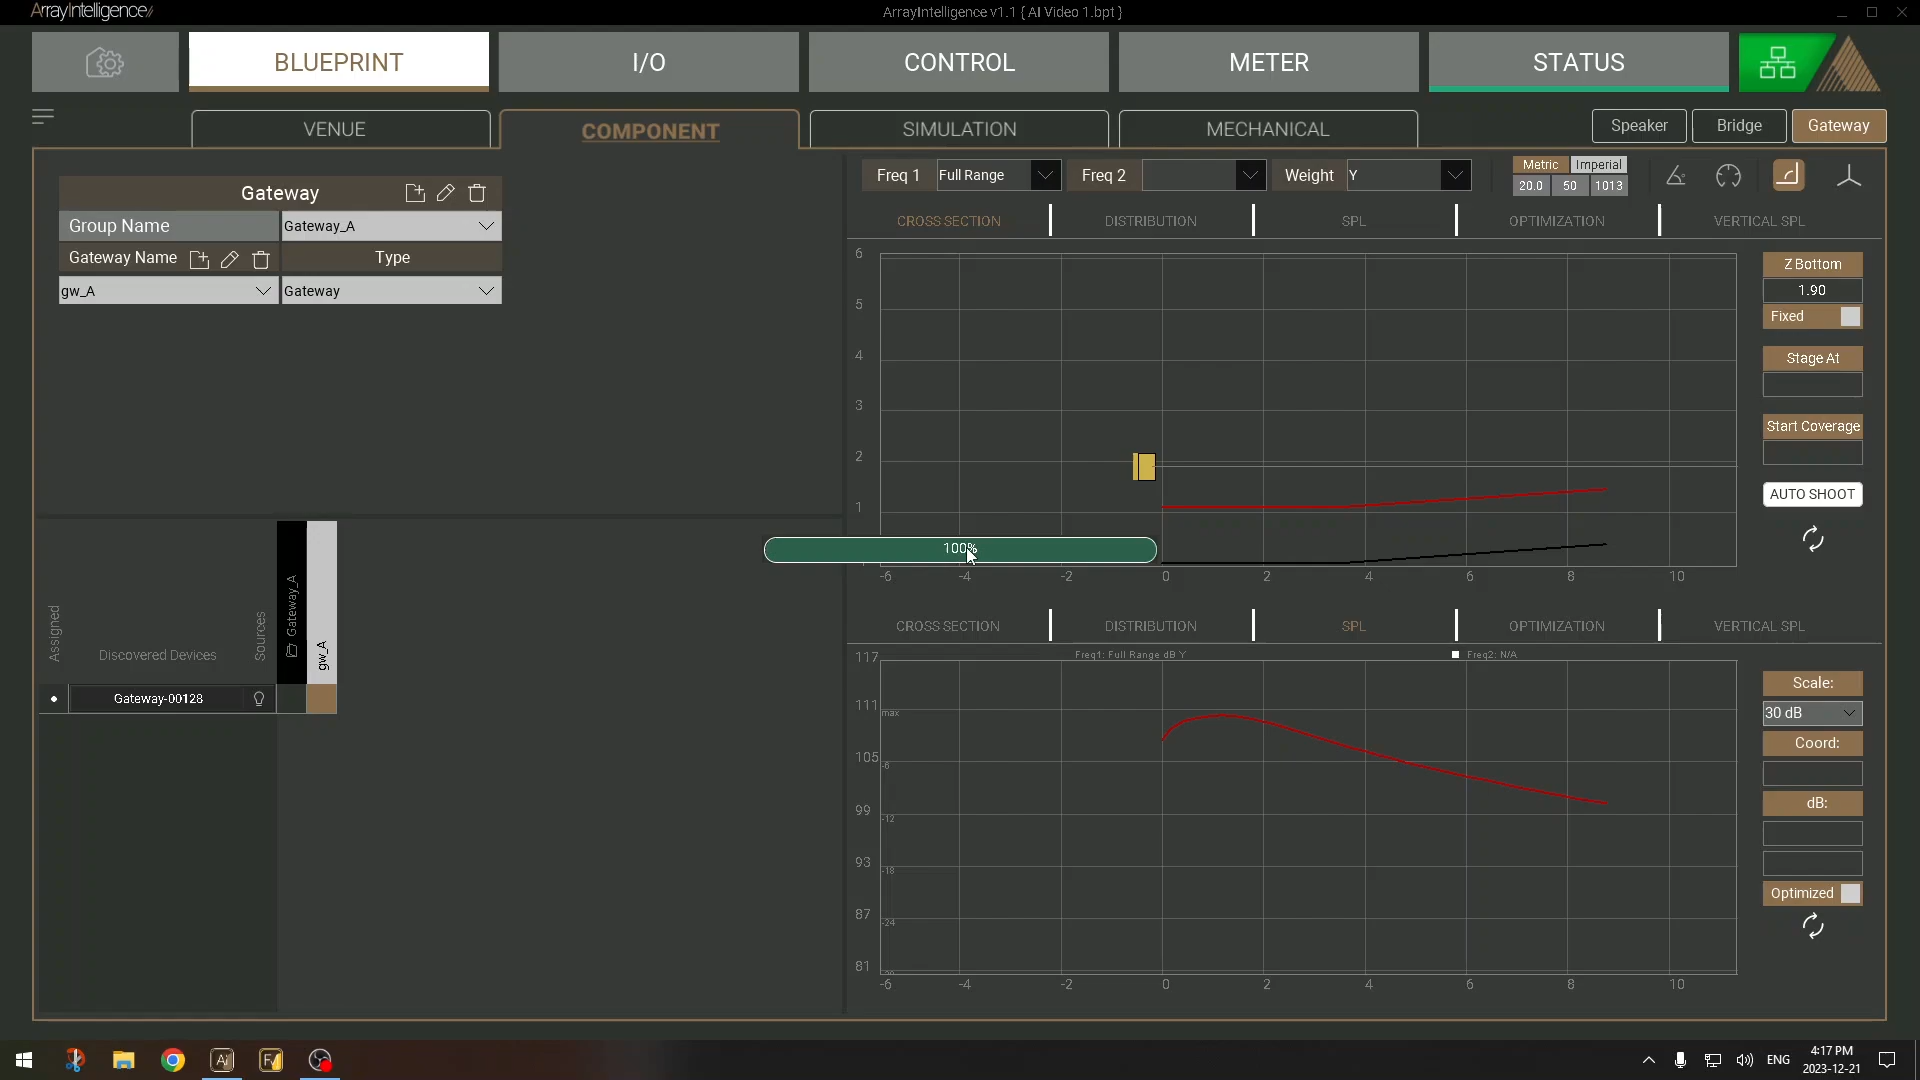 ArrayIntelligence//
ArrayIntelligence v1.1 { AI Video 1.bpt }
BLUEPRINT
I/O
CONTROL
METER
STATUS
VENUE
COMPONENT
SIMULATION
MECHANICAL
Speaker
Bridge
Gateway
Gateway
Group Name
Gateway_A
Gateway Name
Type
gw_A
Gateway
Freq 1
Full Range
Freq 2
Weight
Y
Metric
Imperial
20.0
50
1013
CROSS SECTION
DISTRIBUTION
SPL
OPTIMIZATION
VERTICAL SPL
6
5
4
3
2
1
-6
-4
-2
0
2
4
6
8
10
Z Bottom
1.90
Fixed
Stage At
Start Coverage
AUTO SHOOT
100%
Assigned
Discovered Devices
Sources
Gateway_A
gw_A
Gateway-00128
CROSS SECTION
DISTRIBUTION
SPL
OPTIMIZATION
VERTICAL SPL
Freq1: Full Range dB Y
Freq2: N/A
117
111
max
105
-6
99
-12
93
-18
87
-24
81
-6
-4
-2
0
2
4
6
8
10
Scale:
30 dB
Coord:
dB:
Optimized
Ai
ENG
4:17 PM
2023-12-21